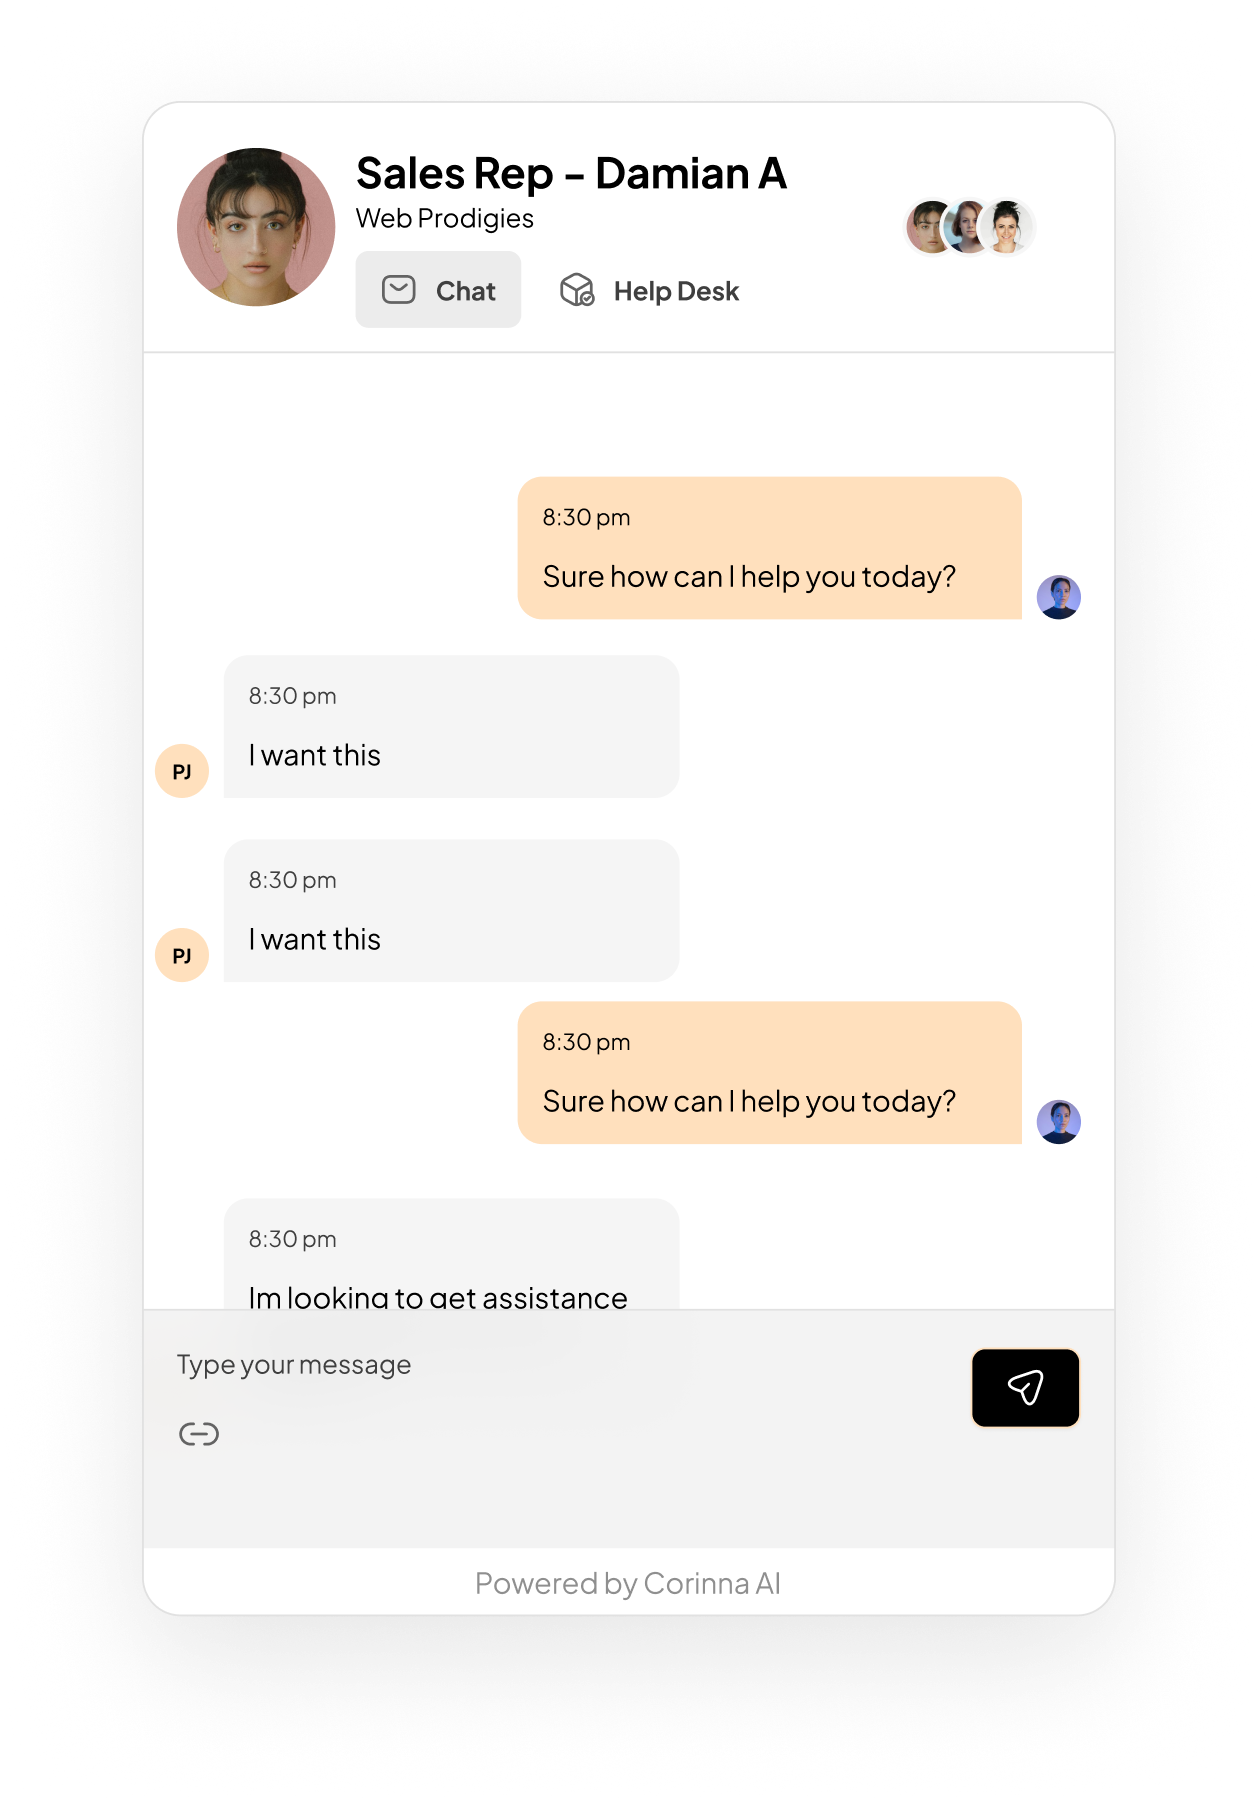 Sales Rep – Damian A
Web Prodigies
Chat
Help Desk
8:30 pm
Sure how can I help you today?
8:30 pm
I want this
PJ
8:30 pm
I want this
PJ
8:30 pm
Sure how can I help you today?
8:30 pm
Im looking to get assistance
Type your message
Powered by Corinna AI